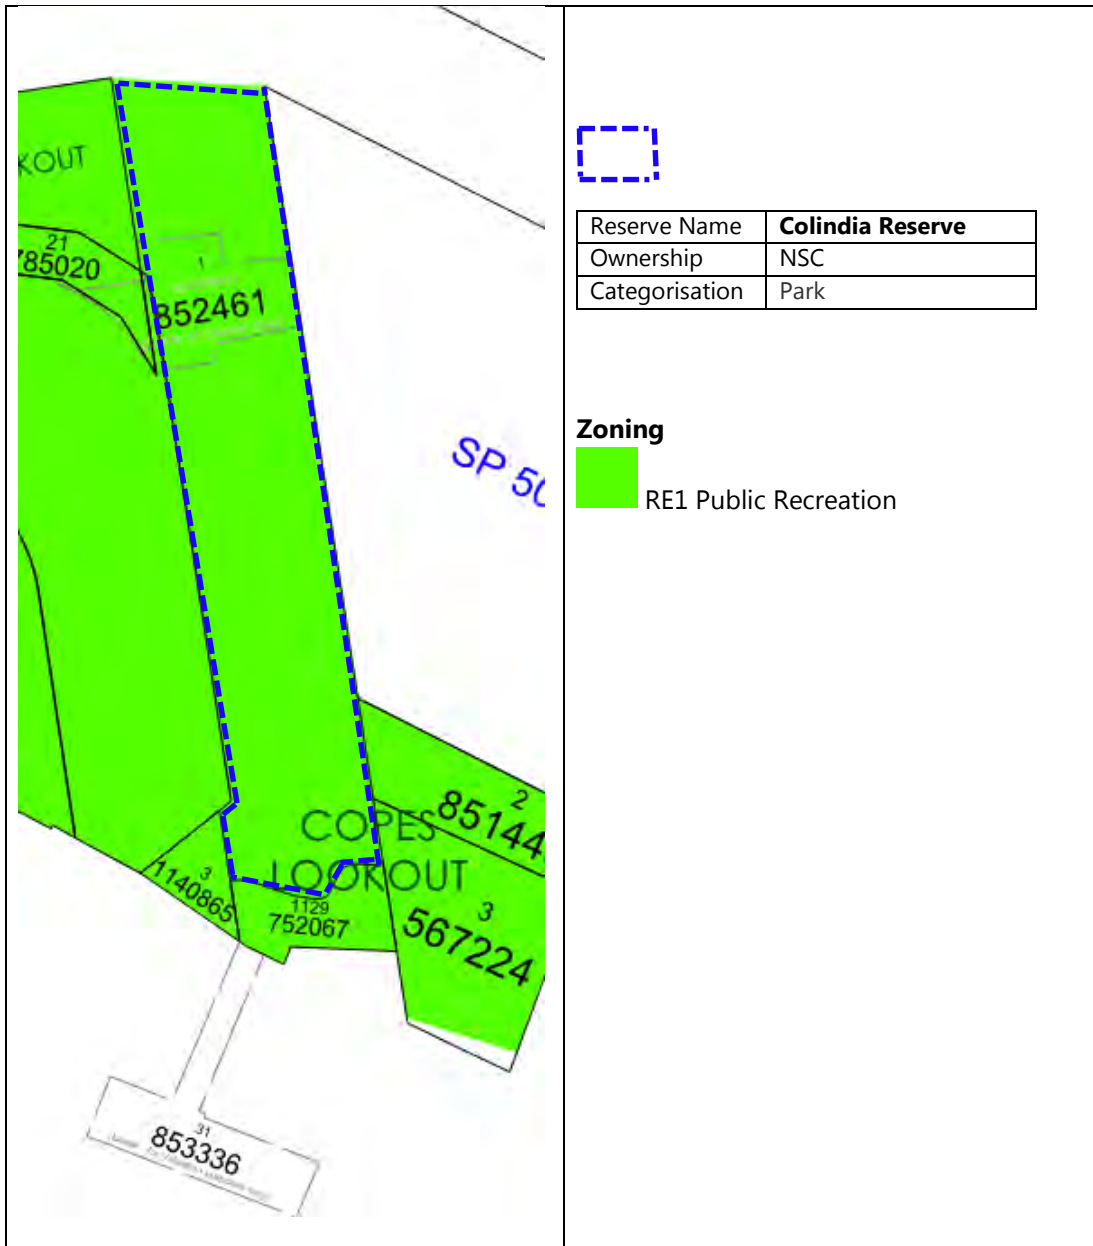 KOUT
21
785020
1
852461
SP 50
COPES
LOOKOUT
2
85144
3
1140865
1129
752067
3
567224
31
853336
Reserve Name Colindia Reserve
Ownership NSC
Categorisation Park
Zoning
RE1 Public Recreation